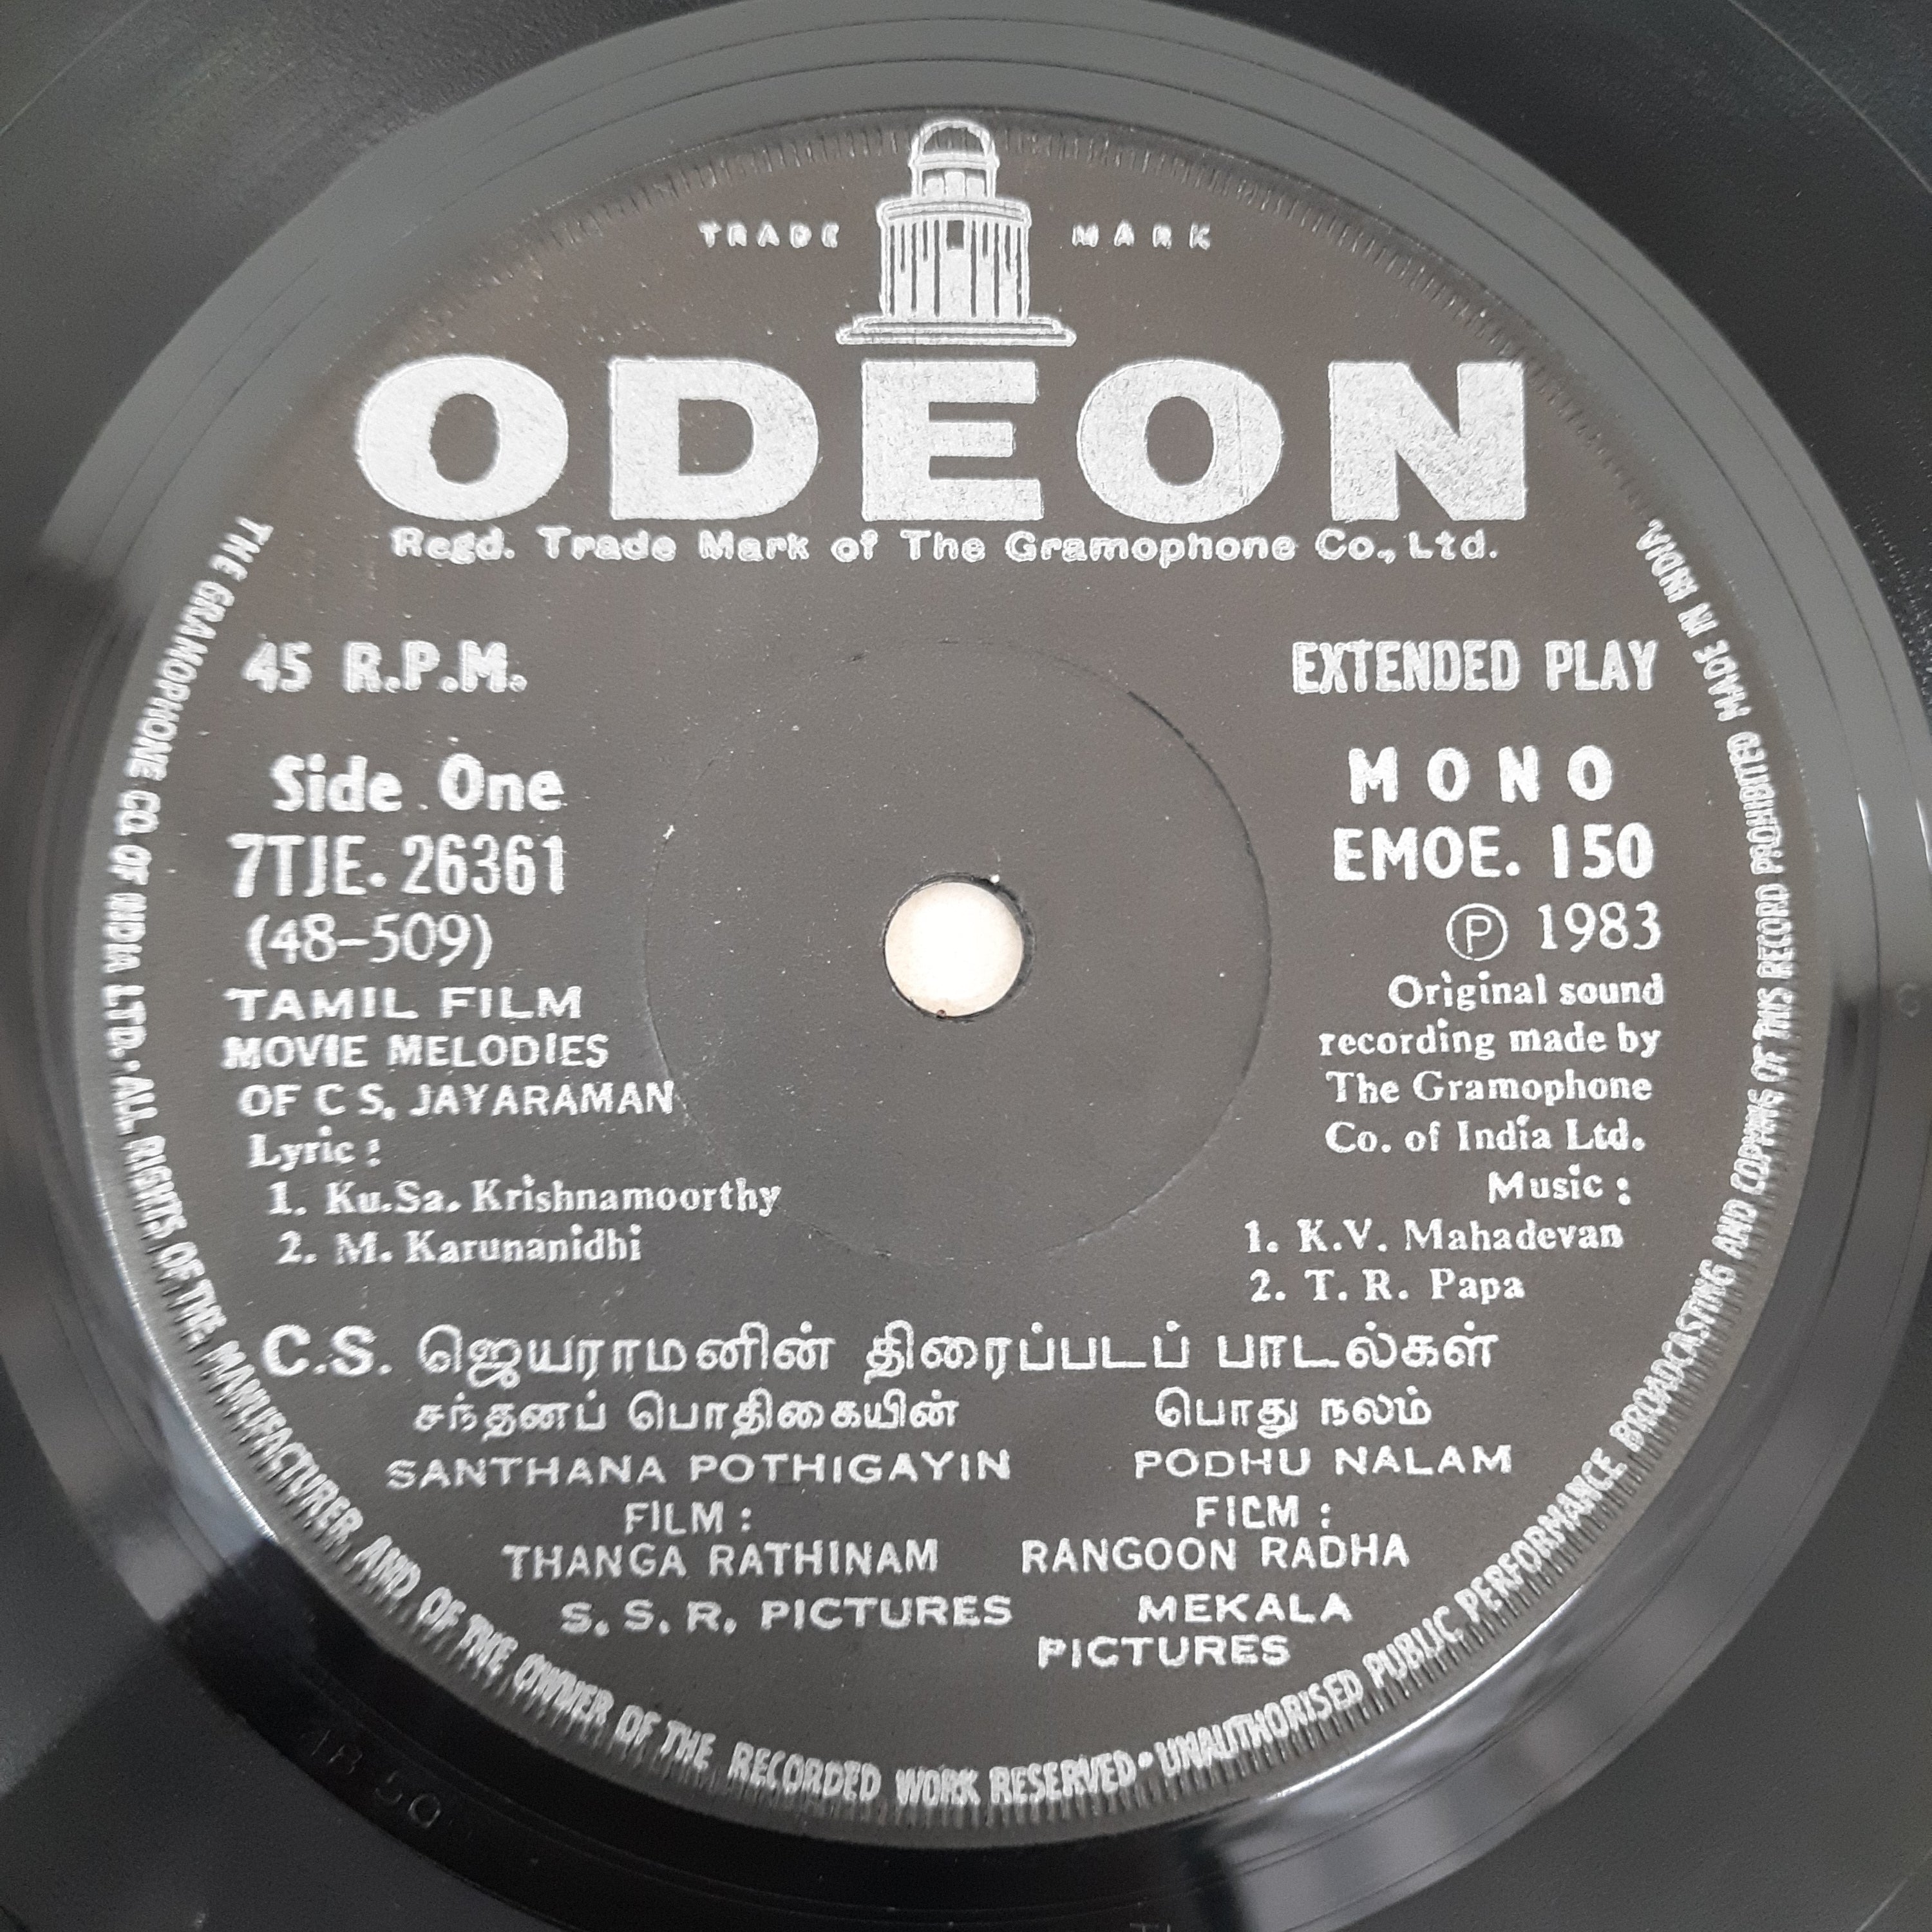 TRADE MARK
ODEON
Regd. Trade Mark of The Gramophone Co., Ltd.
45 R.P.M.
EXTENDED PLAY
Side One
MONO
7TJE. 26361
EMOE. 150
(48-509)
Ⓟ 1983
TAMIL FILM
MOVIE MELODIES
OF C S, JAYARAMAN
Original sound
recording made by
The Gramophone
Co. of India Ltd.
Lyric :
1. Ku.Sa. Krishnamoorthy
2. M. Karunanidhi
Music :
1. K.V. Mahadevan
2. T. R. Papa
C.S. ஜெயராமனின் திரைப்படப் பாடல்கள்
சந்தனப் பொதிகையின்
SANTHANA POTHIGAYIN
FILM :
THANGA RATHINAM
S. S. R. PICTURES
பொது நலம்
PODHU NALAM
FILM :
RANGOON RADHA
MEKALA
PICTURES
THE GRAMOPHONE CO. OF INDIA LTD. · ALL RIGHTS OF THE MANUFACTURER AND OF THE OWNER OF THE RECORDED WORK RESERVED · UNAUTHORISED PUBLIC PERFORMANCE BROADCASTING AND COPYING OF THIS RECORD PROHIBITED MADE IN INDIA.